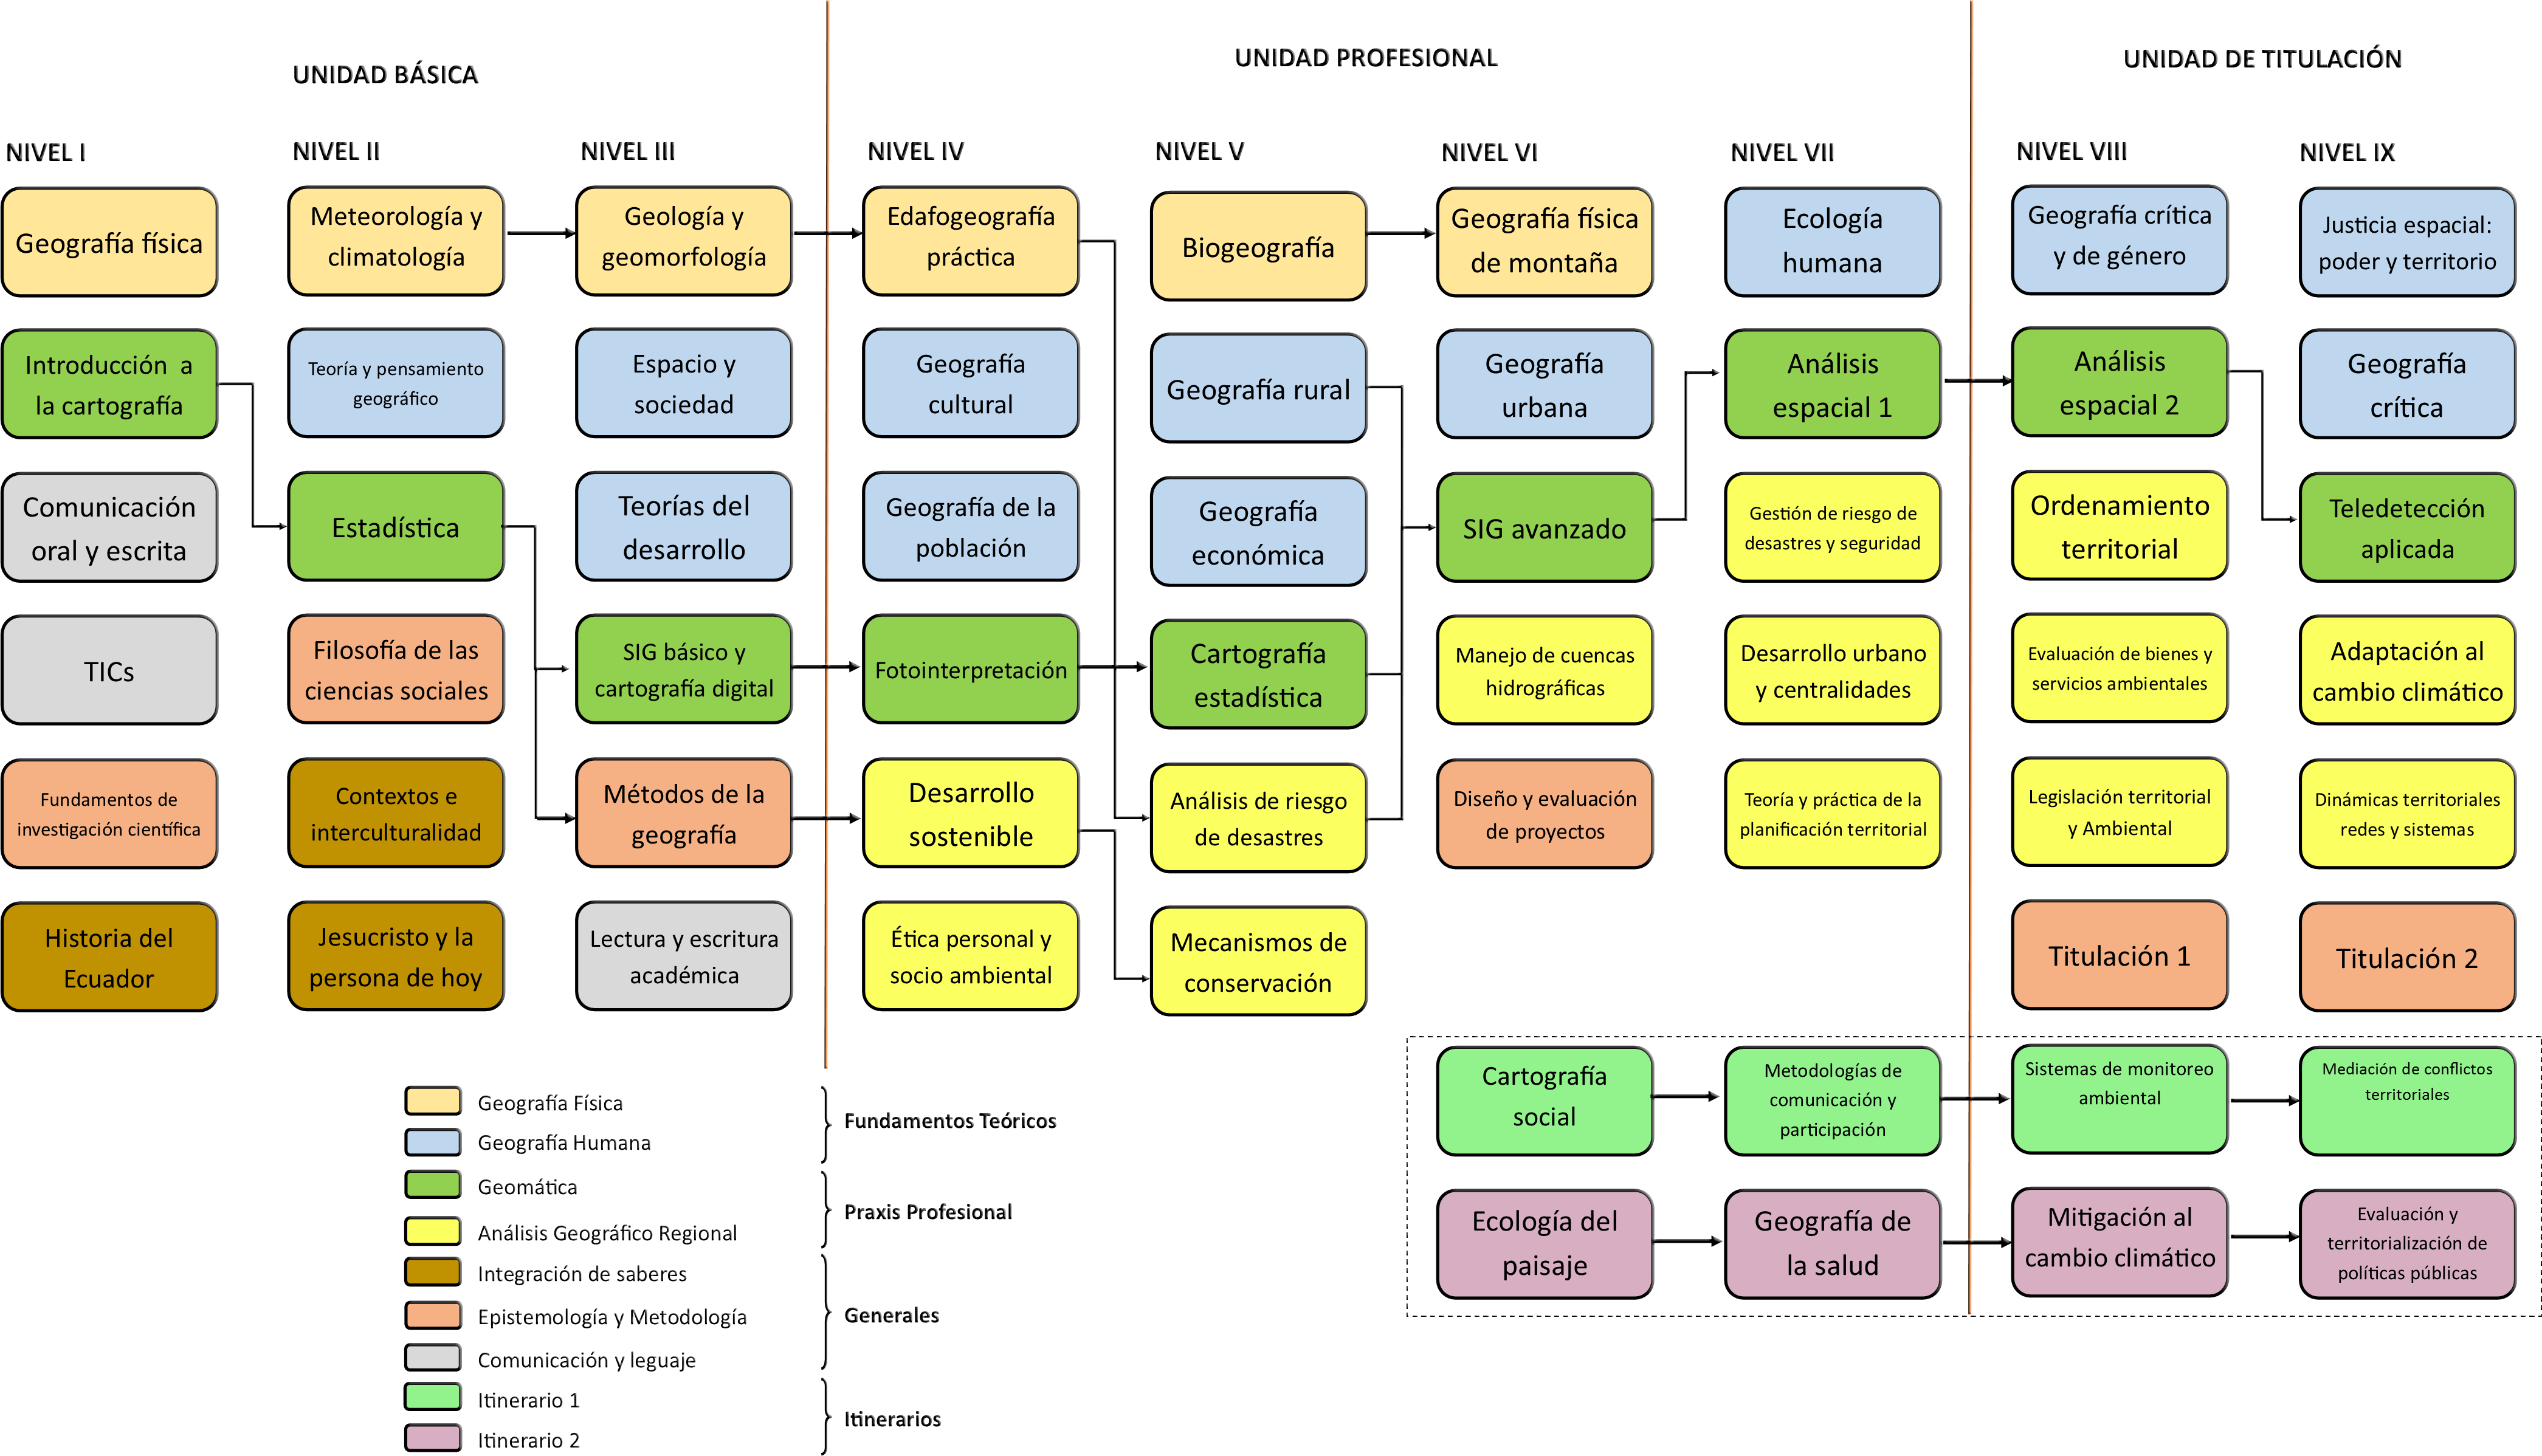 UNIDAD BÁSICA
UNIDAD PROFESIONAL
UNIDAD DE TITULACIÓN
NIVEL I
NIVEL II
NIVEL III
NIVEL IV
NIVEL V
NIVEL VI
NIVEL VII
NIVEL VIII
NIVEL IX
Geografía física
Meteorología y
climatología
Geología y
geomorfología
Edafogeografía
práctica
Biogeografía
Geografía física
de montaña
Ecología
humana
Geografía crítica
y de género
Justicia espacial:
poder y territorio
Introducción a
la cartografía
Teoría y pensamiento
geográfico
Espacio y
sociedad
Geografía
cultural
Geografía rural
Geografía
urbana
Análisis
espacial 1
Análisis
espacial 2
Geografía
crítica
Comunicación
oral y escrita
Estadística
Teorías del
desarrollo
Geografía de la
población
Geografía
económica
SIG avanzado
Gestión de riesgo de
desastres y seguridad
Ordenamiento
territorial
Teledetección
aplicada
TICs
Filosofía de las
ciencias sociales
SIG básico y
cartografía digital
Fotointerpretación
Cartografía
estadística
Manejo de cuencas
hidrográficas
Desarrollo urbano
y centralidades
Evaluación de bienes y
servicios ambientales
Adaptación al
cambio climático
Fundamentos de
investigación científica
Contextos e
interculturalidad
Métodos de la
geografía
Desarrollo
sostenible
Análisis de riesgo
de desastres
Diseño y evaluación
de proyectos
Teoría y práctica de la
planificación territorial
Legislación territorial
y Ambiental
Dinámicas territoriales
redes y sistemas
Historia del
Ecuador
Jesucristo y la
persona de hoy
Lectura y escritura
académica
Ética personal y
socio ambiental
Mecanismos de
conservación
Titulación 1
Titulación 2
Cartografía
social
Metodologías de
comunicación y
participación
Sistemas de monitoreo
ambiental
Mediación de conflictos
territoriales
Ecología del
paisaje
Geografía de
la salud
Mitigación al
cambio climático
Evaluación y
territorialización de
políticas públicas
Geografía Física
Geografía Humana
Fundamentos Teóricos
Geomática
Análisis Geográfico Regional
Praxis Profesional
Integración de saberes
Epistemología y Metodología
Comunicación y leguaje
Generales
Itinerario 1
Itinerario 2
Itinerarios